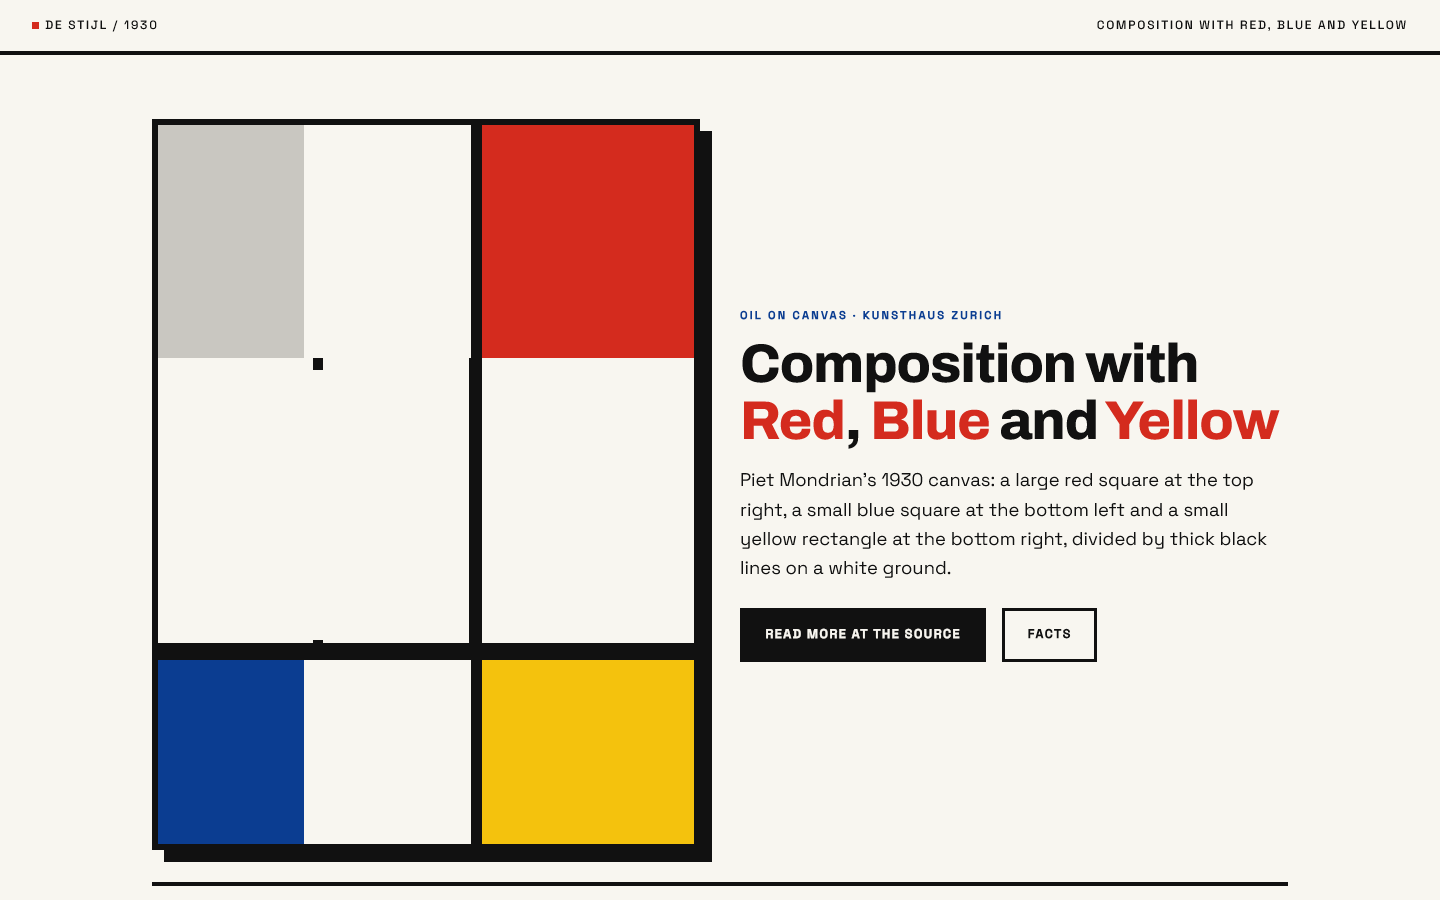 DE STIJL / 1930
COMPOSITION WITH RED, BLUE AND YELLOW
OIL ON CANVAS · KUNSTHAUS ZURICH
Composition with
Red, Blue and Yellow
Piet Mondrian’s 1930 canvas: a large red square at the top
right, a small blue square at the bottom left and a small
yellow rectangle at the bottom right, divided by thick black
lines on a white ground.
READ MORE AT THE SOURCE
FACTS